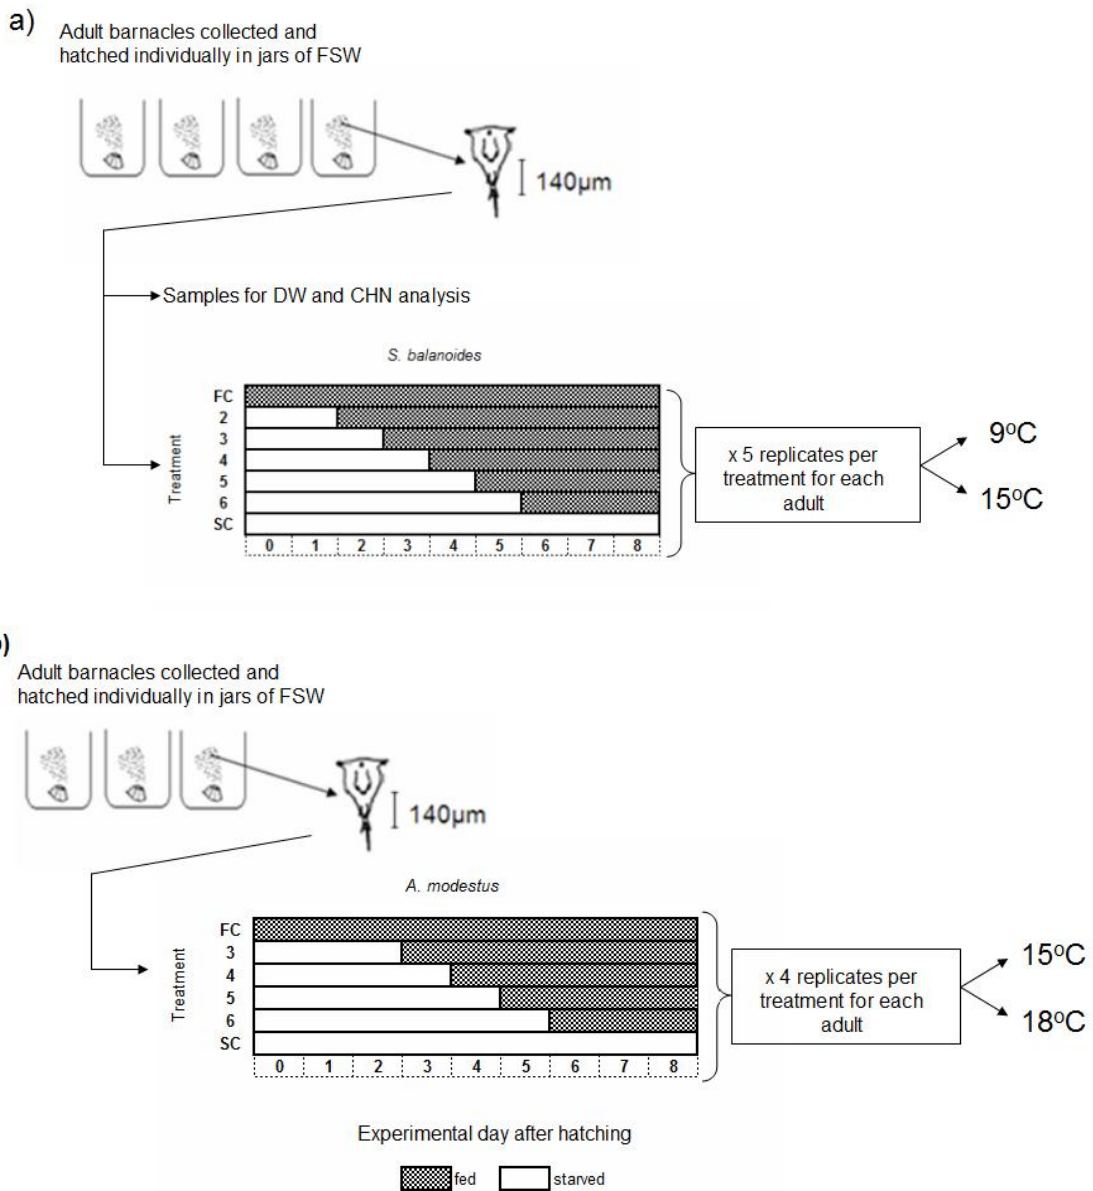 a)
Adult barnacles collected and
hatched individually in jars of FSW
140µm
Samples for DW and CHN analysis
S. balanoides
Treatment
FC
2
3
4
5
6
SC
0 1 2 3 4 5 6 7 8
x 5 replicates per
treatment for each
adult
9°C
15°C
)
Adult barnacles collected and
hatched individually in jars of FSW
140µm
A. modestus
Treatment
FC
3
4
5
6
SC
0 1 2 3 4 5 6 7 8
x 4 replicates per
treatment for each
adult
15°C
18°C
Experimental day after hatching
fed starved